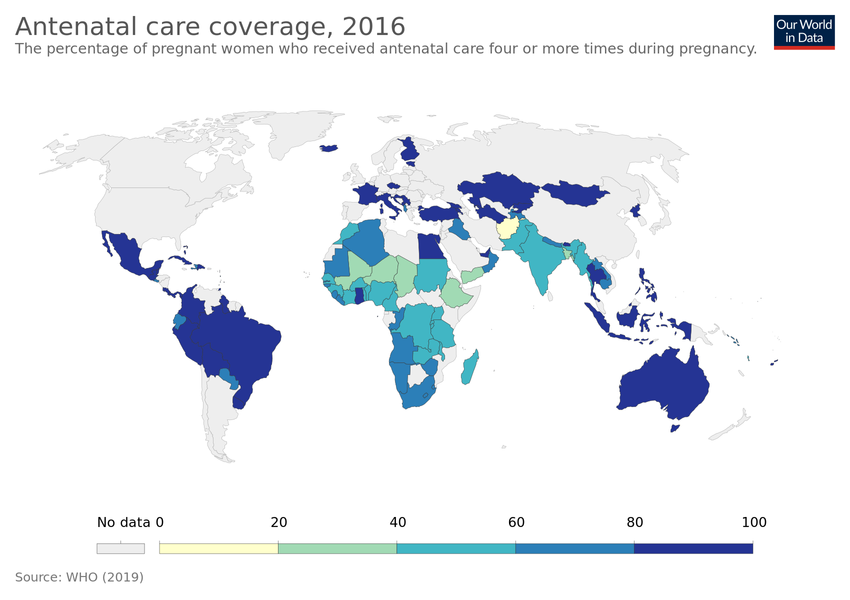 Antenatal care coverage, 2016
The percentage of pregnant women who received antenatal care four or more times during pregnancy.
Our World
in Data
No data 0 20 40 60 80 100
Source: WHO (2019)